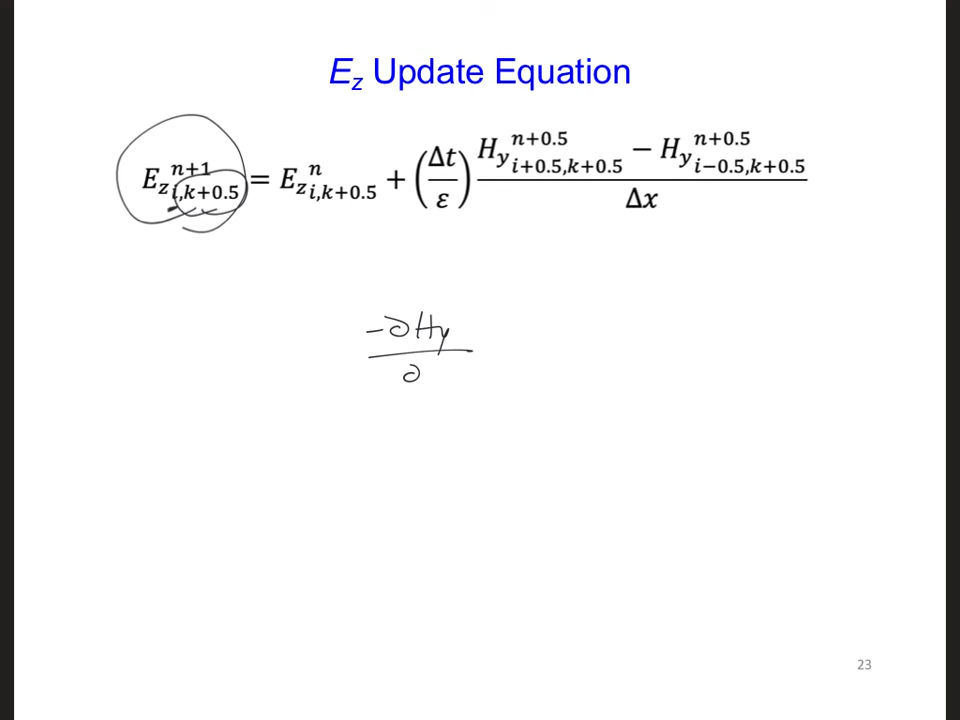 E_z Update Equation
E_z^{n+1}_{i,k+0.5} = E_z^{n}_{i,k+0.5} + (Δt/ε) (H_y^{n+0.5}_{i+0.5,k+0.5} − H_y^{n+0.5}_{i−0.5,k+0.5})/Δx
-∂Hy
∂
23